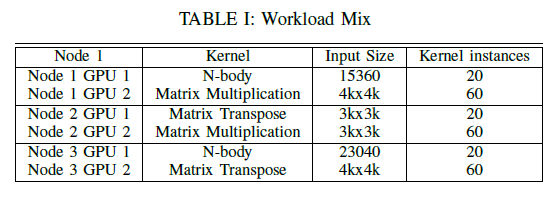 TABLE I: Workload Mix
Node 1 Kernel Input Size Kernel instances
Node 1 GPU 1 N-body 15360 20
Node 1 GPU 2 Matrix Multiplication 4kx4k 60
Node 2 GPU 1 Matrix Transpose 3kx3k 20
Node 2 GPU 2 Matrix Multiplication 3kx3k 60
Node 3 GPU 1 N-body 23040 20
Node 3 GPU 2 Matrix Transpose 4kx4k 60